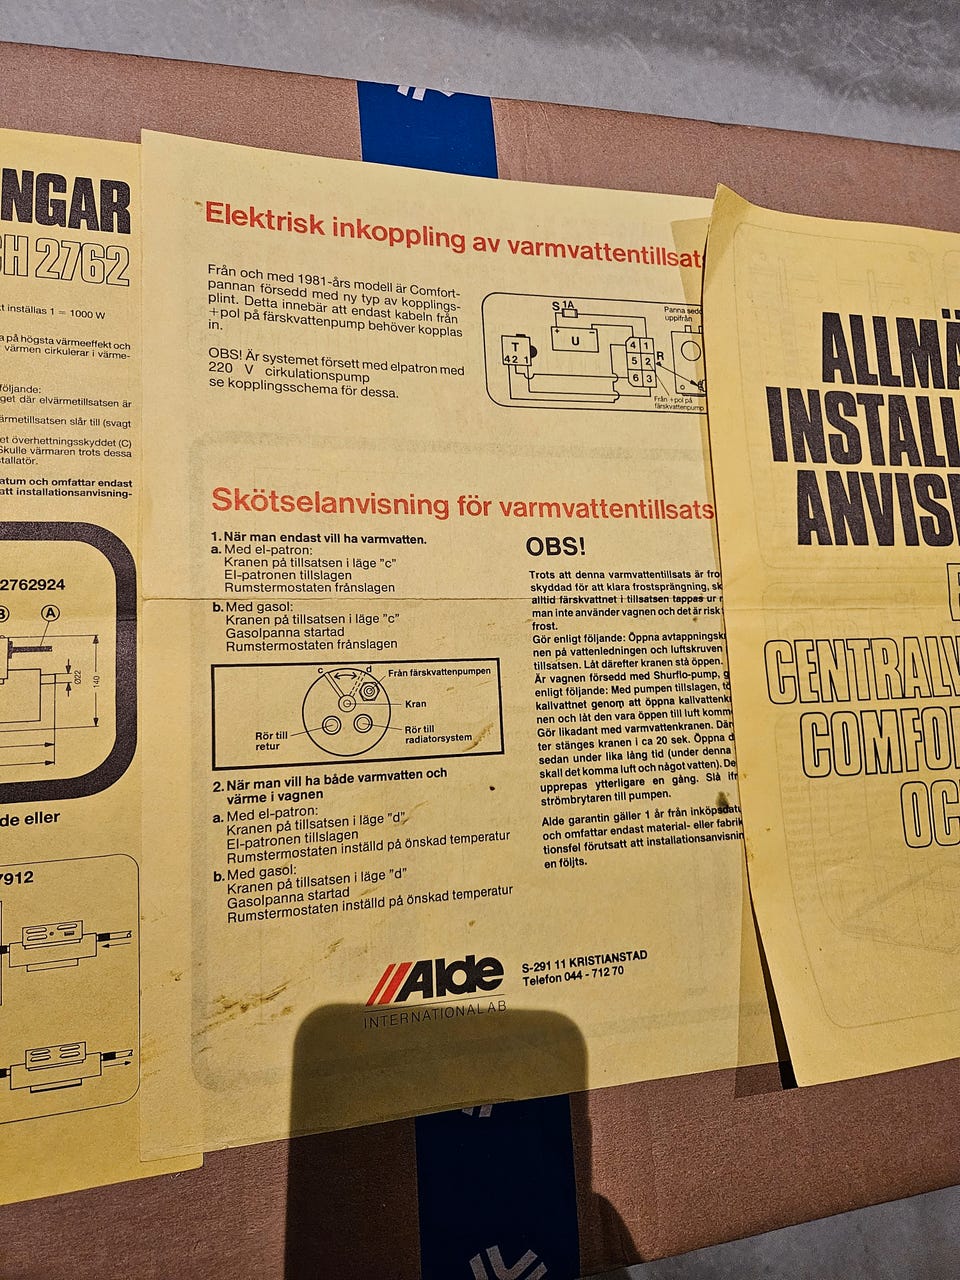 NGAR
CH 2762
t inställas 1 = 1000 W
a på högsta värmeeffekt och
värmen cirkulerar i värme-
följande:
get där elvärmetillsatsen är
ärmetillsatsen slår till (svagt
et överhettningsskyddet (C)
Skulle värmaren trots dessa
stallatör.
atum och omfattar endast
att installationsanvisning-
2762924
B A
Ø22
140
de eller
7912
Elektrisk inkoppling av varmvattentillsats
Från och med 1981-års modell är Comfort-
pannan försedd med ny typ av kopplings-
plint. Detta innebär att endast kabeln från
+pol på färskvattenpump behöver kopplas
in.
OBS! Är systemet försett med elpatron med
220 V cirkulationspump
se kopplingsschema för dessa.
S 1A
Panna sedd
uppifrån
+ -
U
T
4 2 1
4 1
5 2
6 3
R
Från +pol på
färskvattenpump
Skötselanvisning för varmvattentillsats
1. När man endast vill ha varmvatten.
a. Med el-patron:
Kranen på tillsatsen i läge "c"
El-patronen tillslagen
Rumstermostaten frånslagen
b. Med gasol:
Kranen på tillsatsen i läge "c"
Gasolpanna startad
Rumstermostaten frånslagen
c d
Från färskvattenpumpen
Kran
Rör till
retur
Rör till
radiatorsystem
2. När man vill ha både varmvatten och
värme i vagnen
a. Med el-patron:
Kranen på tillsatsen i läge "d"
El-patronen tillslagen
Rumstermostaten inställd på önskad temperatur
b. Med gasol:
Kranen på tillsatsen i läge "d"
Gasolpanna startad
Rumstermostaten inställd på önskad temperatur
OBS!
Trots att denna varmvattentillsats är fro
skyddad för att klara frostsprängning, sk
alltid färskvattnet i tillsatsen tappas ur
man inte använder vagnen och det är risk
frost.
Gör enligt följande: Öppna avtappningsk
nen på vattenledningen och luftskruven
tillsatsen. Låt därefter kranen stå öppen.
Är vagnen försedd med Shurflo-pump, g
enligt följande: Med pumpen tillslagen, tö
kallvattnet genom att öppna kallvattenk
nen och låt den vara öppen till luft komm
Gör likadant med varmvattenkranen. Där
ter stänges kranen i ca 20 sek. Öppna d
sedan under lika lång tid (under denna
skall det komma luft och något vatten). De
upprepas ytterligare en gång. Slå ifr
strömbrytaren till pumpen.
Alde garantin gäller 1 år från inköpsdatu
och omfattar endast material- eller fabrik
tionsfel förutsatt att installationsanvisnin
en följts.
Alde
INTERNATIONAL AB
S-291 11 KRISTIANSTAD
Telefon 044 - 712 70
ALLMÄ
INSTALL
ANVISN
CENTRALV
COMFO
OC